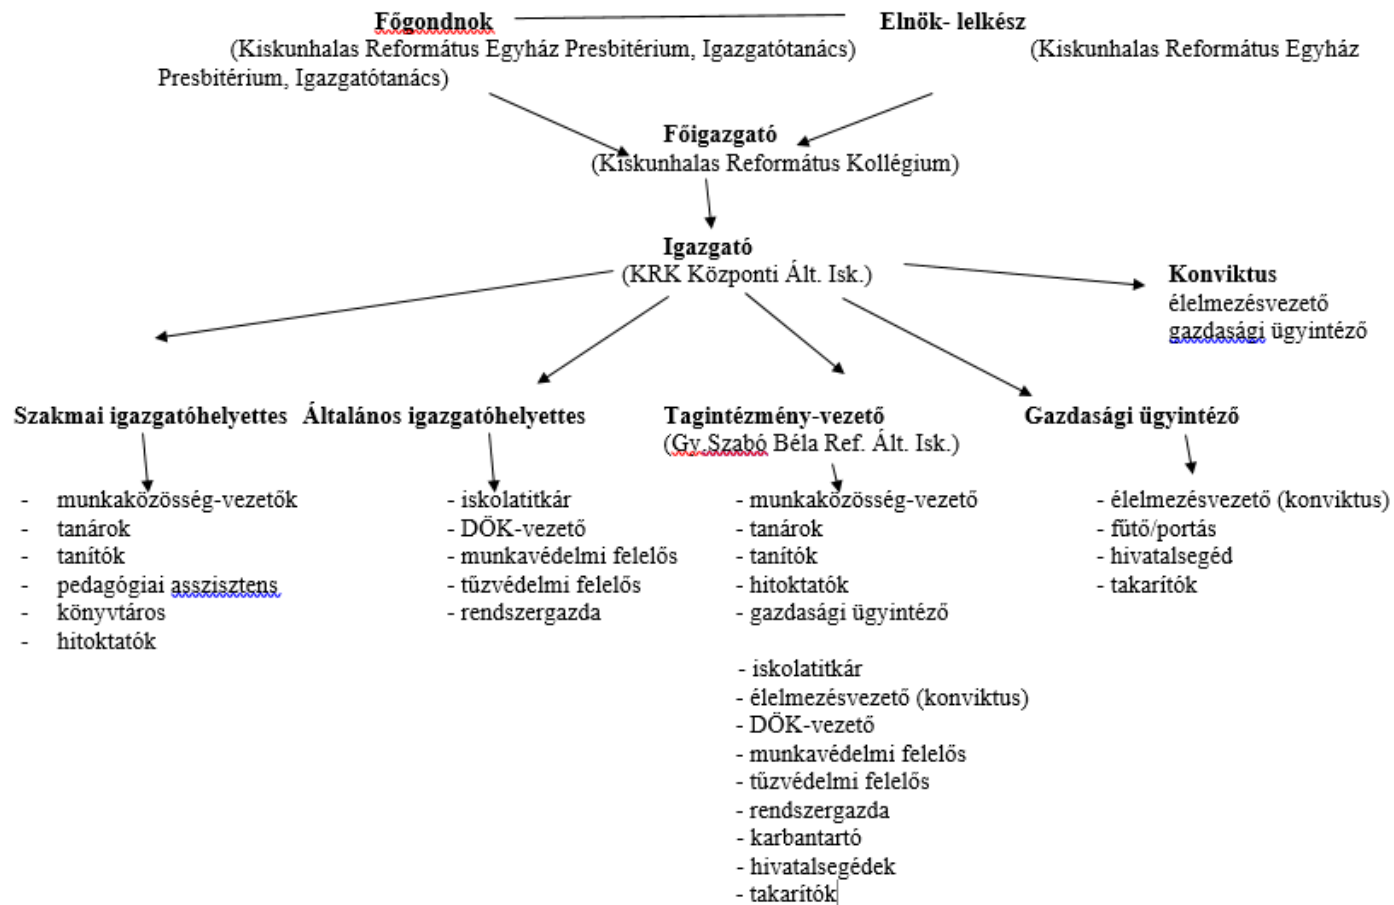 Főgondnok
Elnök- lelkész
(Kiskunhalas Református Egyház Presbitérium, Igazgatótanács)
(Kiskunhalas Református Egyház
Presbitérium, Igazgatótanács)
Főigazgató
(Kiskunhalas Református Kollégium)
Igazgató
(KRK Központi Ált. Isk.)
Konviktus
élelmezésvezető
gazdasági ügyintéző
Szakmai igazgatóhelyettes
- munkaközösség-vezetők
- tanárok
- tanítók
- pedagógiai asszisztens
- könyvtáros
- hitoktatók
Általános igazgatóhelyettes
- iskolatitkár
- DÖK-vezető
- munkavédelmi felelős
- tűzvédelmi felelős
- rendszergazda
Tagintézmény-vezető
(Gy.Szabó Béla Ref. Ált. Isk.)
- munkaközösség-vezető
- tanárok
- tanítók
- hitoktatók
- gazdasági ügyintéző
- iskolatitkár
- élelmezésvezető (konviktus)
- DÖK-vezető
- munkavédelmi felelős
- tűzvédelmi felelős
- rendszergazda
- karbantartó
- hivatalsegédek
- takarítók
Gazdasági ügyintéző
- élelmezésvezető (konviktus)
- fűtő/portás
- hivatalsegéd
- takarítók